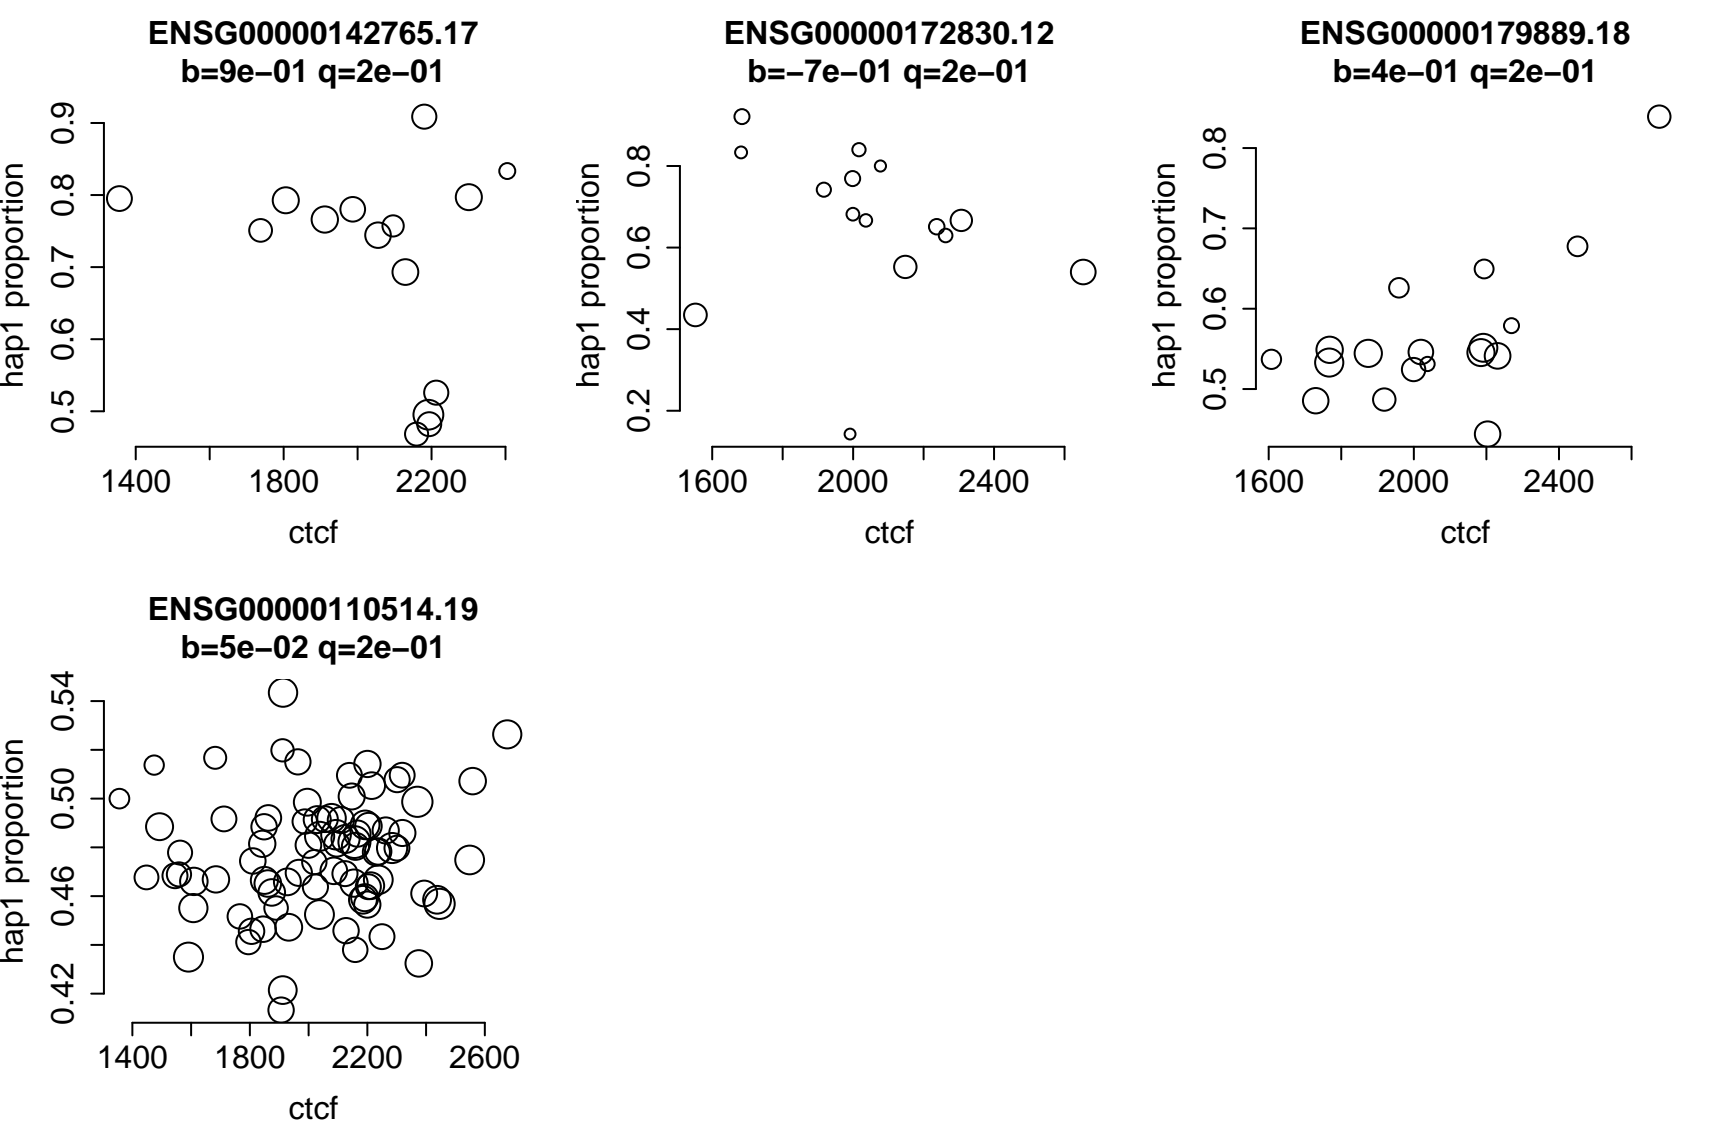 ENSG00000142765.17
b=9e−01 q=2e−01
hap1 proportion
0.9
0.8
0.7
0.6
0.5
1400 1800 2200
ctcf
ENSG00000172830.12
b=−7e−01 q=2e−01
hap1 proportion
0.8
0.6
0.4
0.2
1600 2000 2400
ctcf
ENSG00000179889.18
b=4e−01 q=2e−01
hap1 proportion
0.8
0.7
0.6
0.5
1600 2000 2400
ctcf
ENSG00000110514.19
b=5e−02 q=2e−01
hap1 proportion
0.54
0.50
0.46
0.42
1400 1800 2200 2600
ctcf